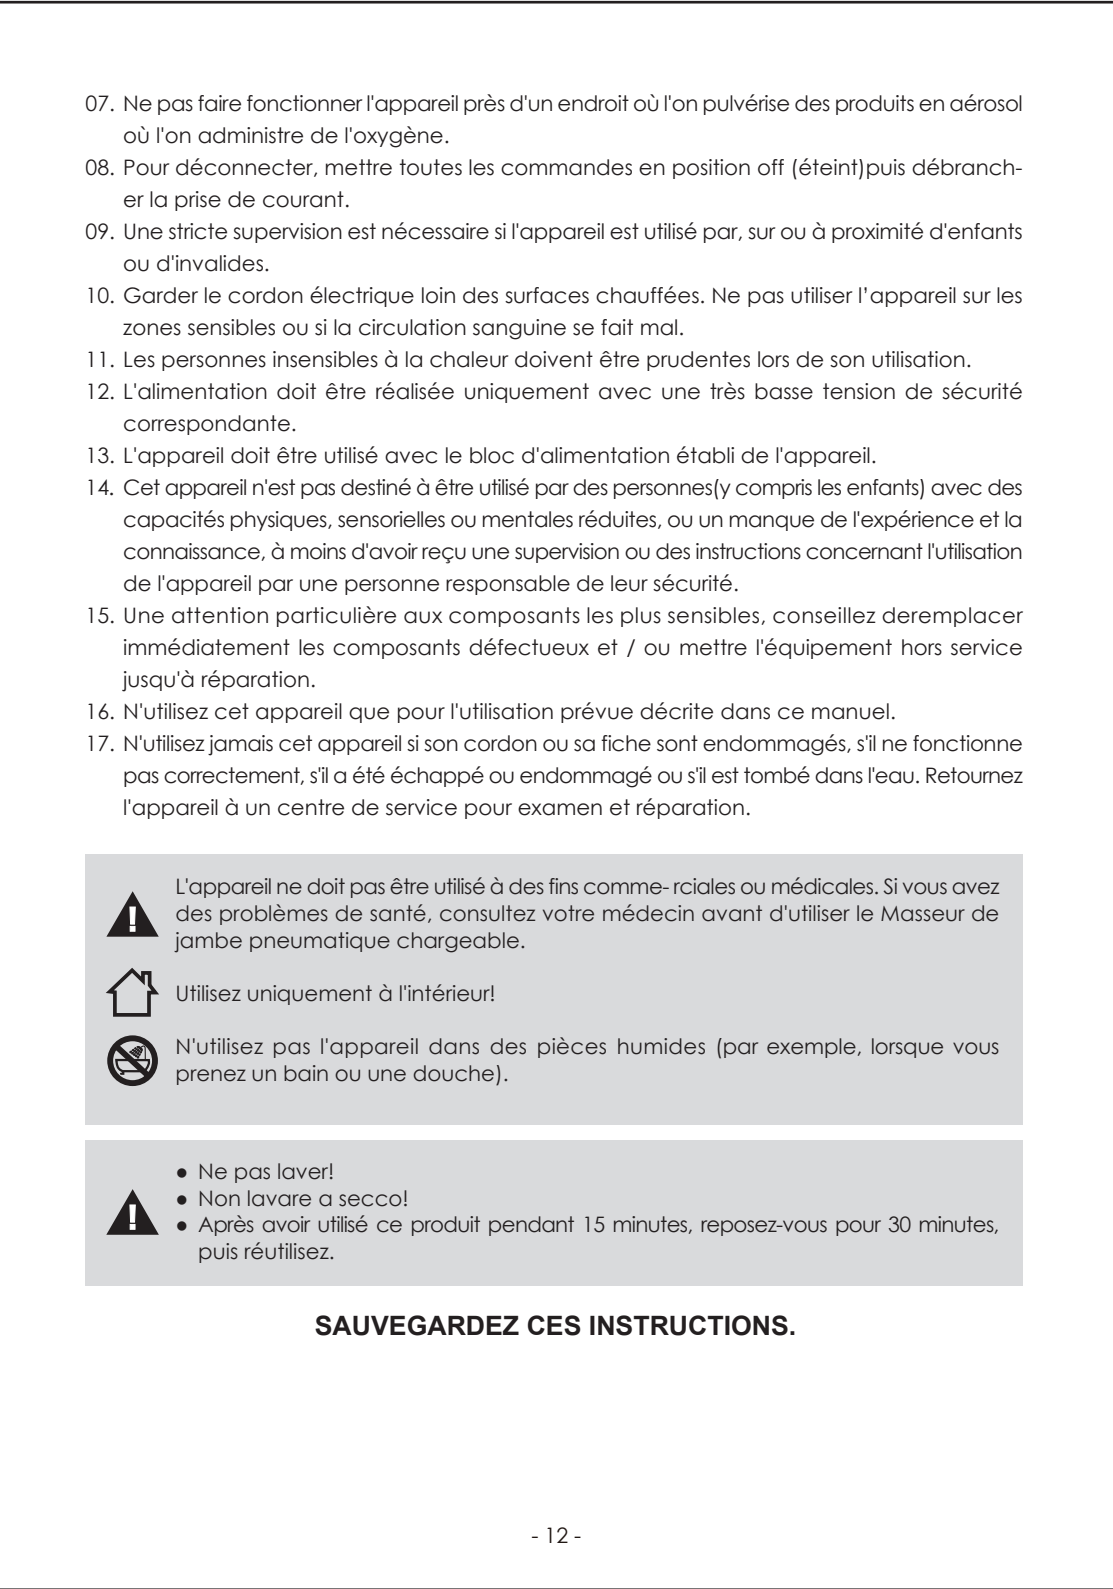 07. Ne pas faire fonctionner l'appareil près d'un endroit où l'on pulvérise des produits en aérosol
où l'on administre de l'oxygène.
08. Pour déconnecter, mettre toutes les commandes en position off (éteint)puis débranch-
er la prise de courant.
09. Une stricte supervision est nécessaire si l'appareil est utilisé par, sur ou à proximité d'enfants
ou d'invalides.
10. Garder le cordon électrique loin des surfaces chauffées. Ne pas utiliser l’appareil sur les
zones sensibles ou si la circulation sanguine se fait mal.
11. Les personnes insensibles à la chaleur doivent être prudentes lors de son utilisation.
12. L'alimentation doit être réalisée uniquement avec une très basse tension de sécurité
correspondante.
13. L'appareil doit être utilisé avec le bloc d'alimentation établi de l'appareil.
14. Cet appareil n'est pas destiné à être utilisé par des personnes(y compris les enfants) avec des
capacités physiques, sensorielles ou mentales réduites, ou un manque de l'expérience et la
connaissance, à moins d'avoir reçu une supervision ou des instructions concernant l'utilisation
de l'appareil par une personne responsable de leur sécurité.
15. Une attention particulière aux composants les plus sensibles, conseillez deremplacer
immédiatement les composants défectueux et / ou mettre l'équipement hors service
jusqu'à réparation.
16. N'utilisez cet appareil que pour l'utilisation prévue décrite dans ce manuel.
17. N'utilisez jamais cet appareil si son cordon ou sa fiche sont endommagés, s'il ne fonctionne
pas correctement, s'il a été échappé ou endommagé ou s'il est tombé dans l'eau. Retournez
l'appareil à un centre de service pour examen et réparation.
L'appareil ne doit pas être utilisé à des fins comme- rciales ou médicales. Si vous avez
des problèmes de santé, consultez votre médecin avant d'utiliser le Masseur de
jambe pneumatique chargeable.
Utilisez uniquement à l'intérieur!
N'utilisez pas l'appareil dans des pièces humides (par exemple, lorsque vous
prenez un bain ou une douche).
● Ne pas laver!
● Non lavare a secco!
● Après avoir utilisé ce produit pendant 15 minutes, reposez-vous pour 30 minutes,
puis réutilisez.
SAUVEGARDEZ CES INSTRUCTIONS.
- 12 -